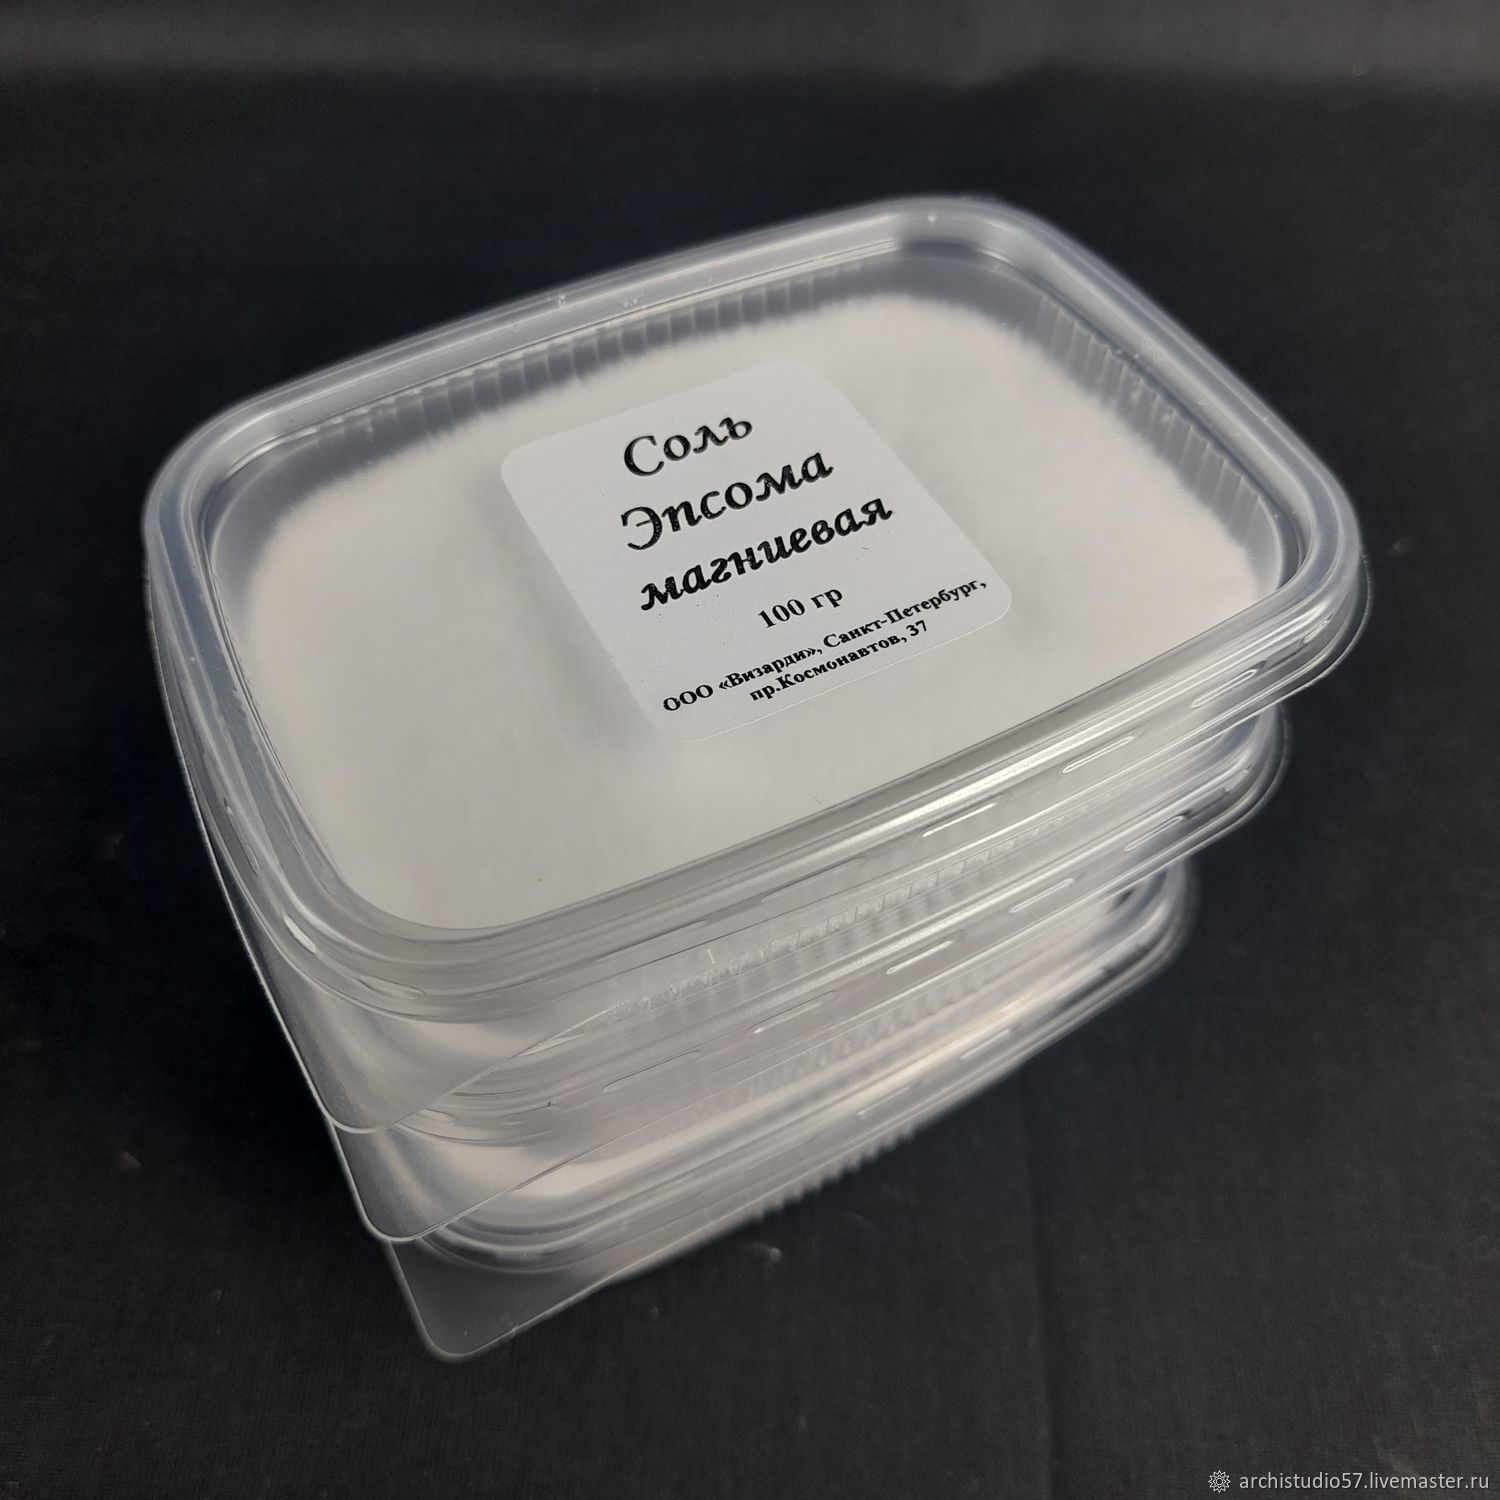 Соль
Эпсома
магниевая
100 гр
ООО «Визарди», Санкт-Петербург,
пр.Космонавтов, 37
archistudio57.livemaster.ru